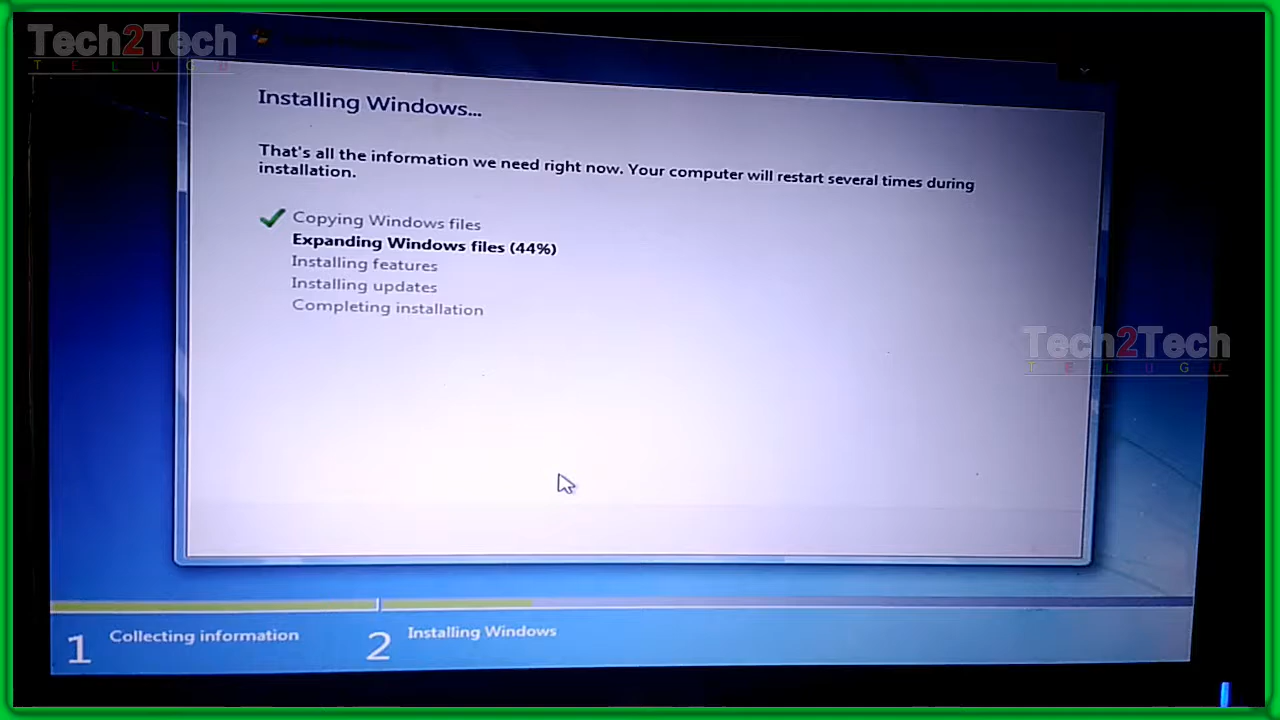 Tech2Tech
TELUGU
Installing Windows...
That's all the information we need right now. Your computer will restart several times during
installation.
Copying Windows files
Expanding Windows files (44%)
Installing features
Installing updates
Completing installation
Tech2Tech
TELUGU
1 Collecting information
2 Installing Windows